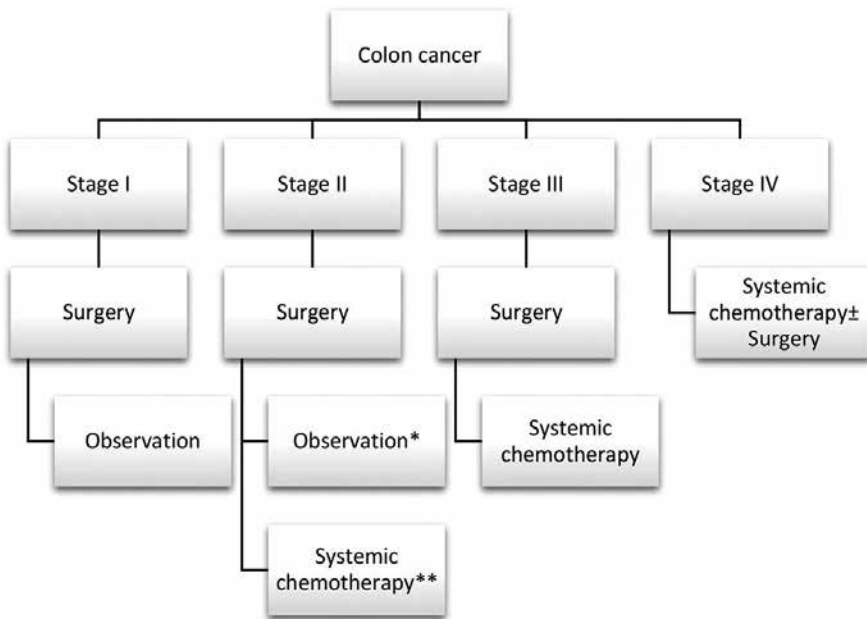 Colon cancer
Stage I
Stage II
Stage III
Stage IV
Surgery
Surgery
Surgery
Systemic
chemotherapy±
Surgery
Observation
Observation*
Systemic
chemotherapy
Systemic
chemotherapy**